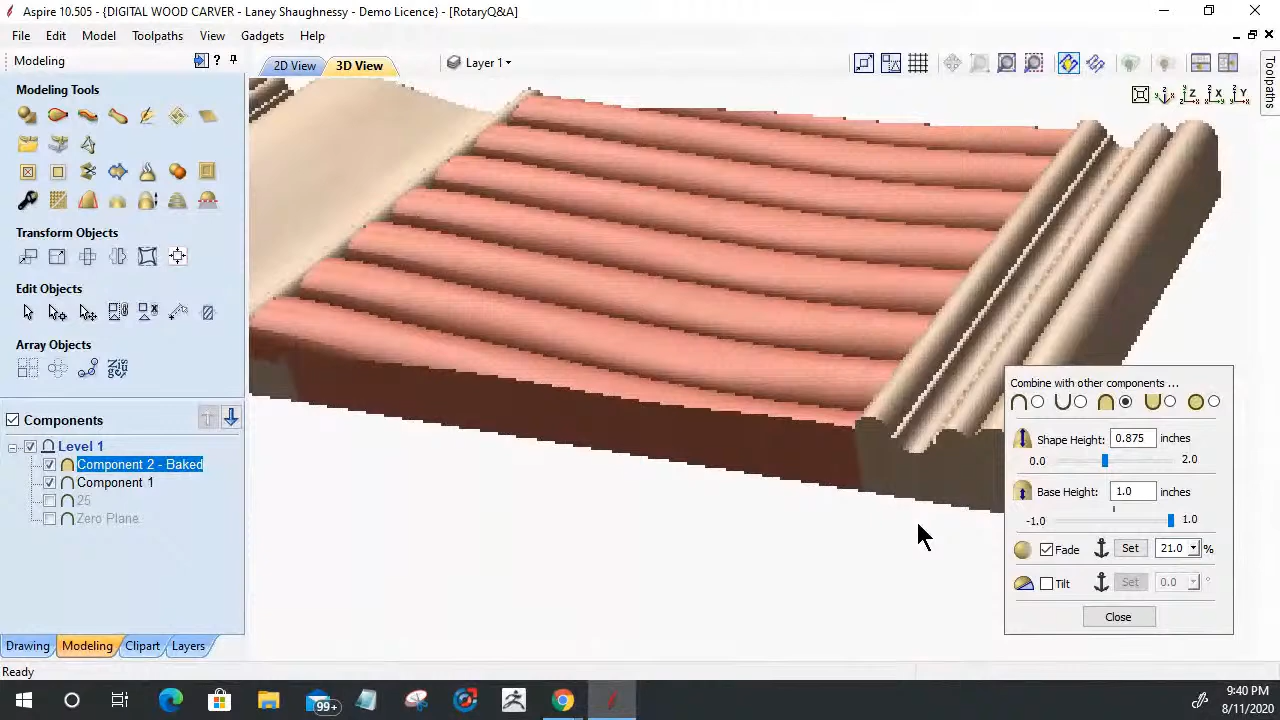 Aspire 10.505 - {DIGITAL WOOD CARVER - Laney Shaughnessy - Demo Licence} - [RotaryQ&A]
File Edit Model Toolpaths View Gadgets Help
Modeling
2D View 3D View Layer 1
Toolpaths
Modeling Tools
Transform Objects
Edit Objects
Array Objects
Components
Level 1
Component 2 - Baked
Component 1
25
Zero Plane
Combine with other components ...
Shape Height: 0.875 inches
0.0 2.0
Base Height: 1.0 inches
-1.0 1.0
Fade Set 21.0 %
Tilt Set 0.0 °
Close
Drawing Modeling Clipart Layers
Ready
99+
9:40 PM
8/11/2020